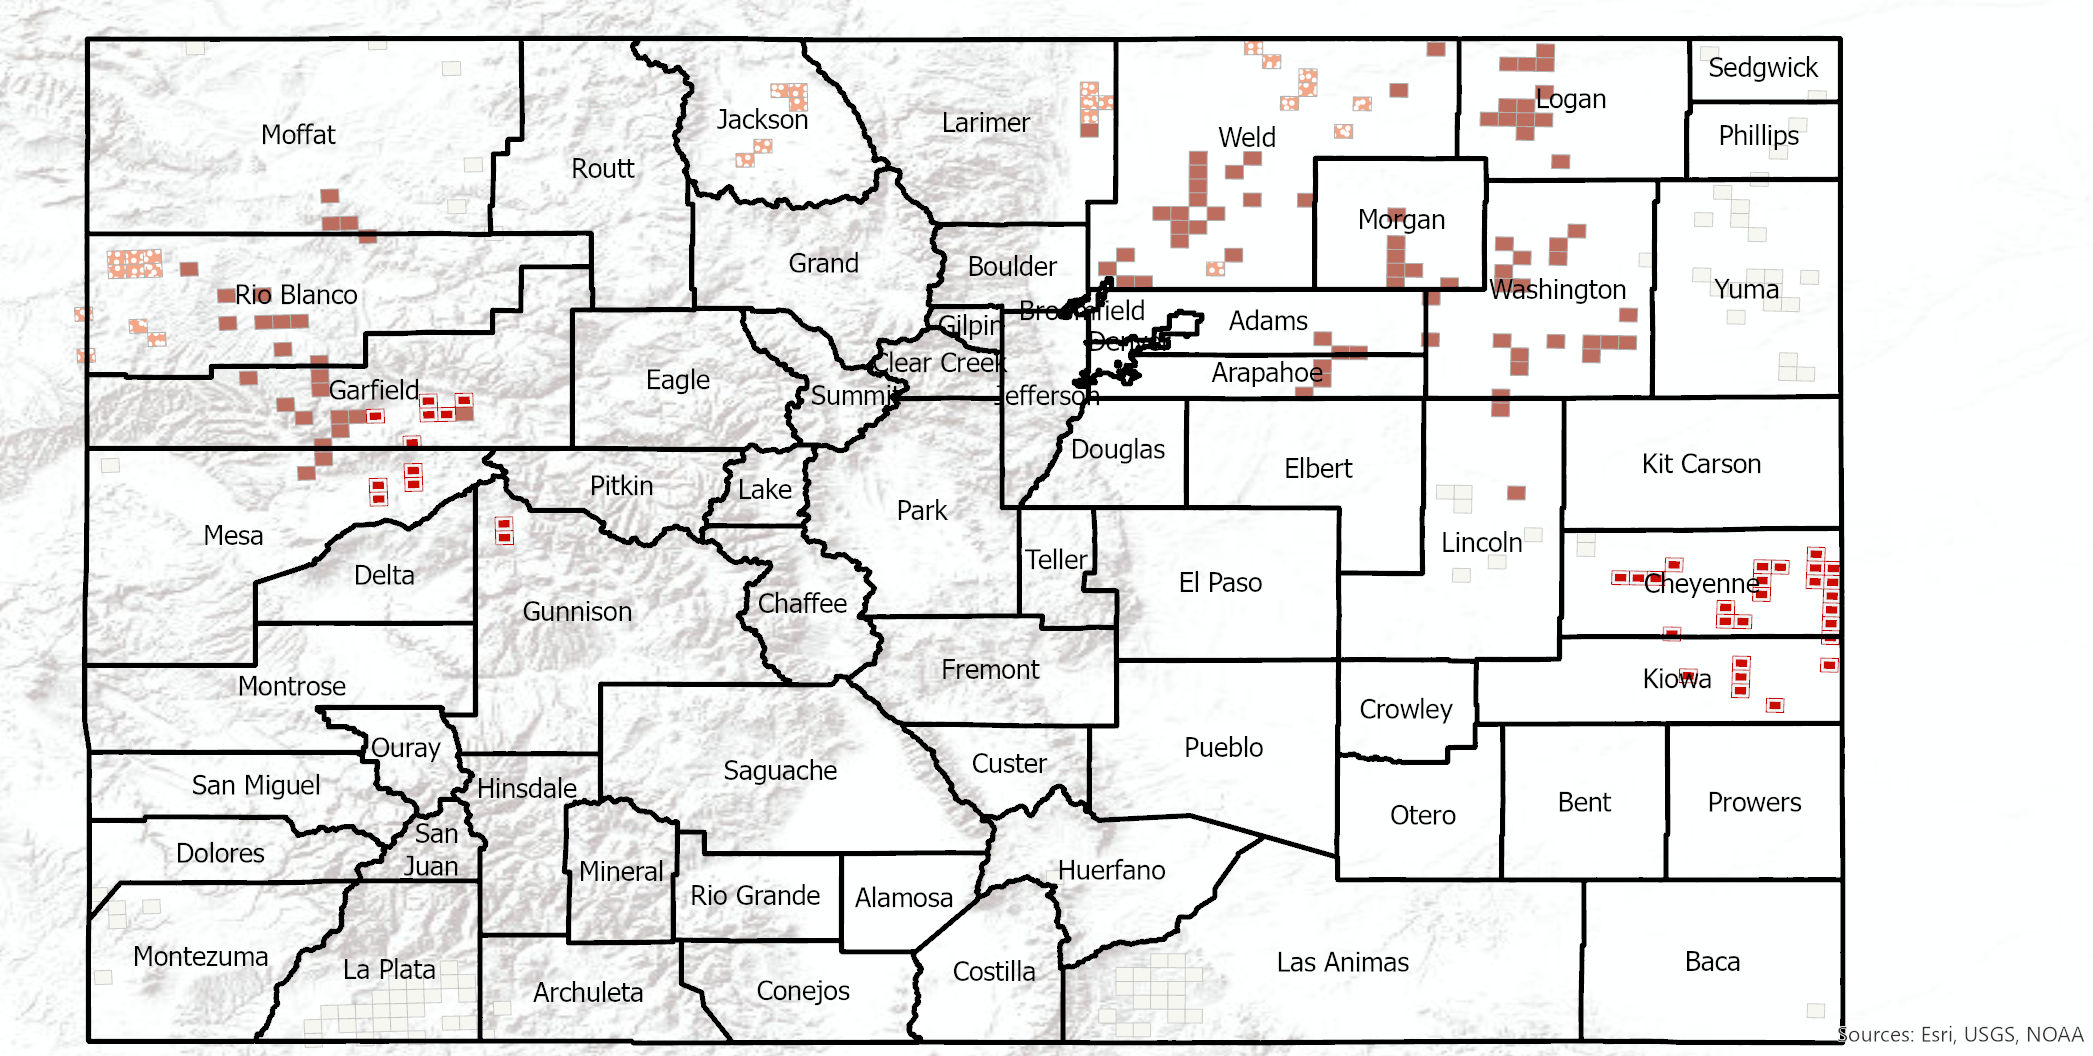 Sedgwick
Logan
Moffat
Jackson
Larimer
Weld
Phillips
Routt
Morgan
Grand
Boulder
Rio Blanco
Washington
Yuma
Broomfield
Gilpin
Adams
Denver
Clear Creek
Eagle
Arapahoe
Garfield
Summit
Jefferson
Douglas
Elbert
Kit Carson
Pitkin
Lake
Park
Mesa
Lincoln
Teller
Delta
El Paso
Cheyenne
Gunnison
Chaffee
Fremont
Kiowa
Montrose
Crowley
Ouray
Pueblo
Custer
Saguache
San Miguel
Hinsdale
Bent
Prowers
Otero
San
Juan
Dolores
Mineral
Huerfano
Rio Grande
Alamosa
Montezuma
La Plata
Costilla
Las Animas
Baca
Archuleta
Conejos
Sources: Esri, USGS, NOAA